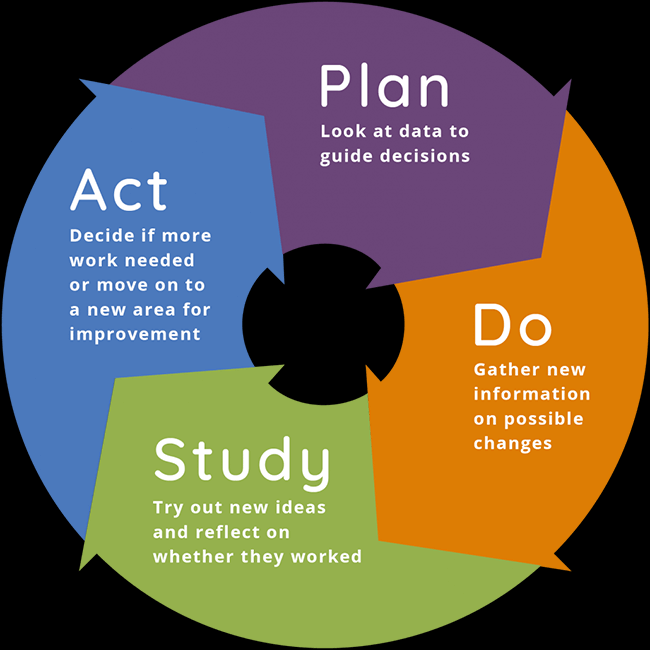 Plan
Look at data to
guide decisions
Do
Gather new
information
on possible
changes
Study
Try out new ideas
and reflect on
whether they worked
Act
Decide if more
work needed
or move on to
a new area for
improvement